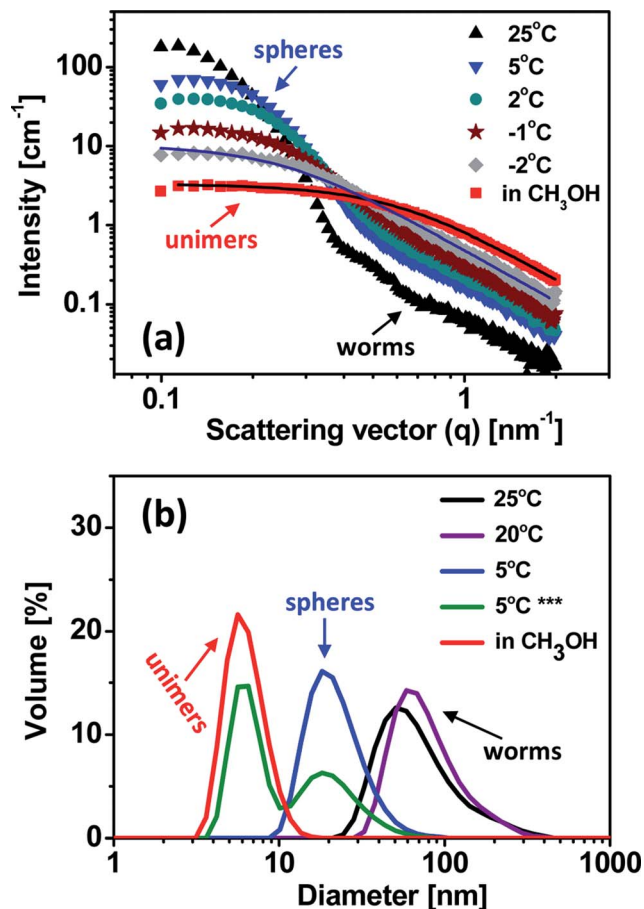 25°C
spheres
5°C
2°C
-1°C
-2°C
in CH₃OH
unimers
worms
(a)
100
10
1
0.1
Intensity [cm⁻¹]
0.1 1
Scattering vector (q) [nm⁻¹]
(b)
25°C
20°C
5°C
5°C ***
in CH₃OH
spheres
unimers
worms
30
20
10
0
Volume [%]
1 10 100 1000
Diameter [nm]